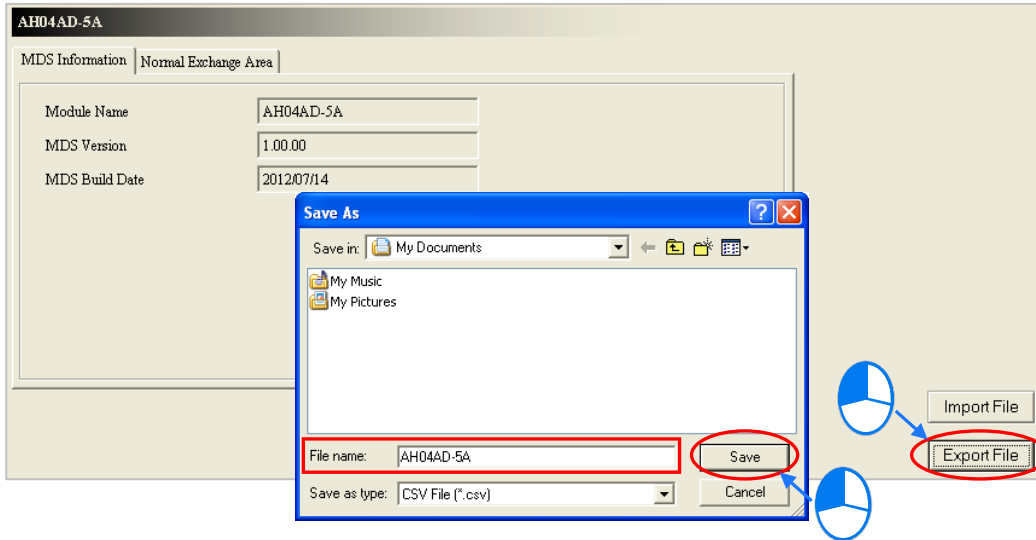 AH04AD-5A
MDS Information
Normal Exchange Area
Module Name
AH04AD-5A
MDS Version
1.00.00
MDS Build Date
2012/07/14
Save As
Save in:
My Documents
My Music
My Pictures
File name:
AH04AD-5A
Save
Save as type:
CSV File (*.csv)
Cancel
Import File
Export File